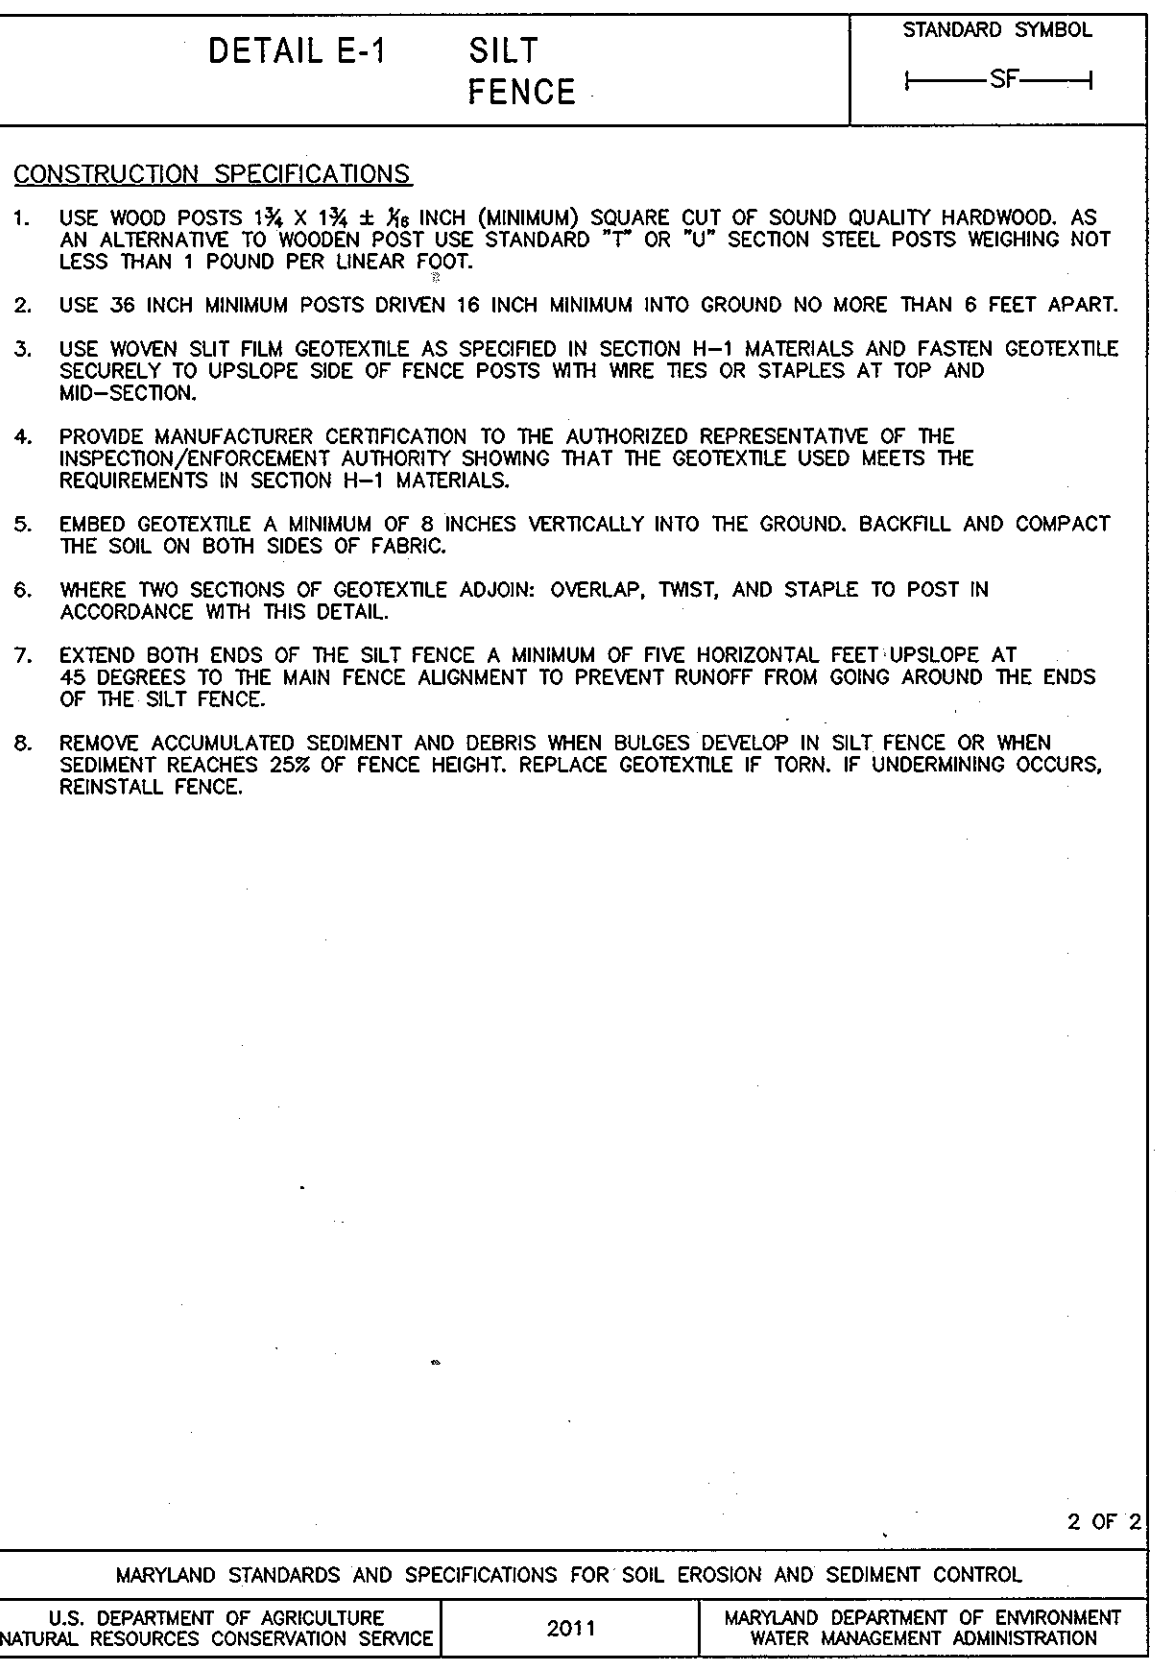 DETAIL E-1 SILT
FENCE
STANDARD SYMBOL
SF
CONSTRUCTION SPECIFICATIONS
1. USE WOOD POSTS 1¾ X 1¾ ± 1/16 INCH (MINIMUM) SQUARE CUT OF SOUND QUALITY HARDWOOD. AS
AN ALTERNATIVE TO WOODEN POST USE STANDARD "T" OR "U" SECTION STEEL POSTS WEIGHING NOT
LESS THAN 1 POUND PER LINEAR FOOT.
2. USE 36 INCH MINIMUM POSTS DRIVEN 16 INCH MINIMUM INTO GROUND NO MORE THAN 6 FEET APART.
3. USE WOVEN SLIT FILM GEOTEXTILE AS SPECIFIED IN SECTION H-1 MATERIALS AND FASTEN GEOTEXTILE
SECURELY TO UPSLOPE SIDE OF FENCE POSTS WITH WIRE TIES OR STAPLES AT TOP AND
MID-SECTION.
4. PROVIDE MANUFACTURER CERTIFICATION TO THE AUTHORIZED REPRESENTATIVE OF THE
INSPECTION/ENFORCEMENT AUTHORITY SHOWING THAT THE GEOTEXTILE USED MEETS THE
REQUIREMENTS IN SECTION H-1 MATERIALS.
5. EMBED GEOTEXTILE A MINIMUM OF 8 INCHES VERTICALLY INTO THE GROUND. BACKFILL AND COMPACT
THE SOIL ON BOTH SIDES OF FABRIC.
6. WHERE TWO SECTIONS OF GEOTEXTILE ADJOIN: OVERLAP, TWIST, AND STAPLE TO POST IN
ACCORDANCE WITH THIS DETAIL.
7. EXTEND BOTH ENDS OF THE SILT FENCE A MINIMUM OF FIVE HORIZONTAL FEET UPSLOPE AT
45 DEGREES TO THE MAIN FENCE ALIGNMENT TO PREVENT RUNOFF FROM GOING AROUND THE ENDS
OF THE SILT FENCE.
8. REMOVE ACCUMULATED SEDIMENT AND DEBRIS WHEN BULGES DEVELOP IN SILT FENCE OR WHEN
SEDIMENT REACHES 25% OF FENCE HEIGHT. REPLACE GEOTEXTILE IF TORN. IF UNDERMINING OCCURS,
REINSTALL FENCE.
2 OF 2
MARYLAND STANDARDS AND SPECIFICATIONS FOR SOIL EROSION AND SEDIMENT CONTROL
U.S. DEPARTMENT OF AGRICULTURE
NATURAL RESOURCES CONSERVATION SERVICE
2011
MARYLAND DEPARTMENT OF ENVIRONMENT
WATER MANAGEMENT ADMINISTRATION